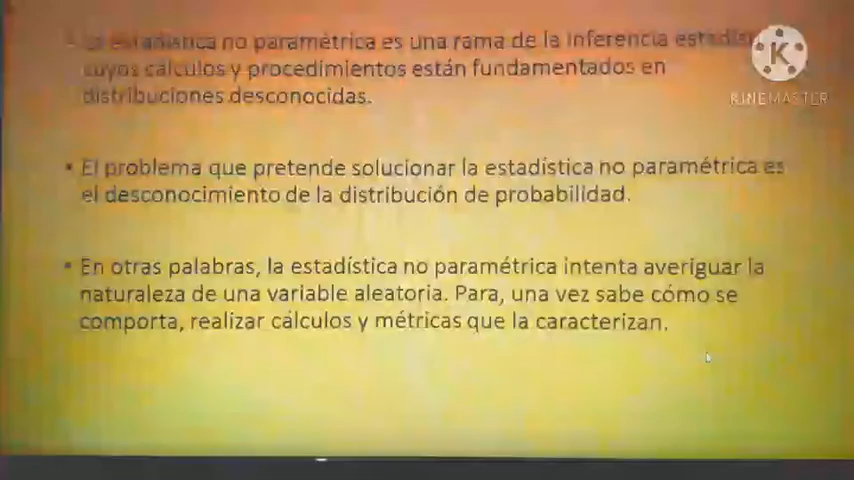 La estadística no paramétrica es una rama de la inferencia
cuyos cálculos y procedimientos están fundamentados en
distribuciones desconocidas.
El problema que pretende solucionar la estadística no paramétrica es
el desconocimiento de la distribución de probabilidad.
En otras palabras, la estadística no paramétrica intenta averiguar la
naturaleza de una variable aleatoria. Para, una vez sabe cómo se
comporta, realizar cálculos y métricas que la caracterizan.
K
KINEMASTER